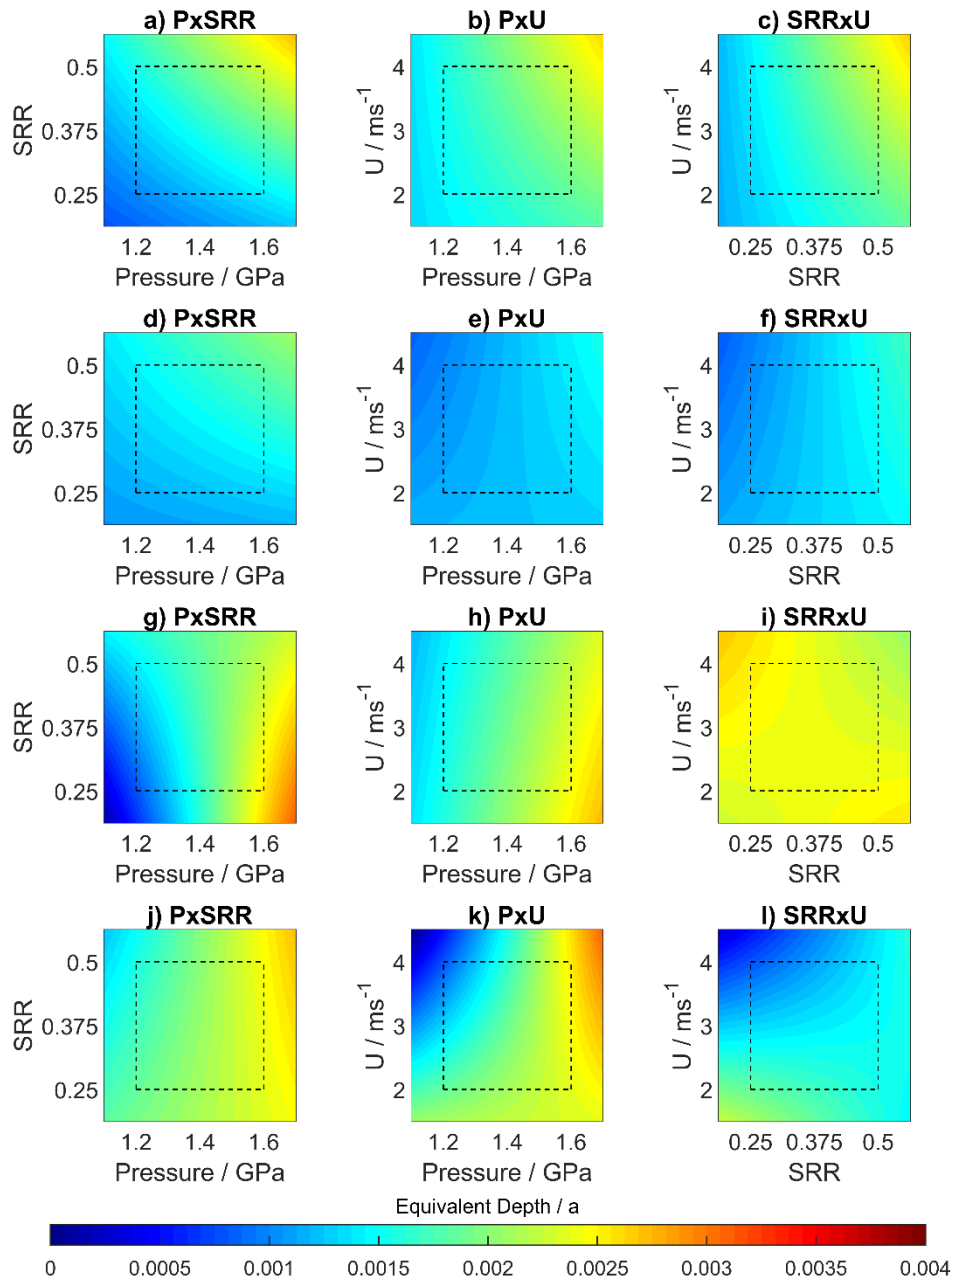 a) PxSRR
b) PxU
c) SRRxU
0.5
0.375
0.25
SRR
4
3
2
U / ms-1
4
3
2
U / ms-1
1.2 1.4 1.6
Pressure / GPa
1.2 1.4 1.6
Pressure / GPa
0.25 0.375 0.5
SRR
d) PxSRR
e) PxU
f) SRRxU
0.5
0.375
0.25
SRR
4
3
2
U / ms-1
4
3
2
U / ms-1
1.2 1.4 1.6
Pressure / GPa
1.2 1.4 1.6
Pressure / GPa
0.25 0.375 0.5
SRR
g) PxSRR
h) PxU
i) SRRxU
0.5
0.375
0.25
SRR
4
3
2
U / ms-1
4
3
2
U / ms-1
1.2 1.4 1.6
Pressure / GPa
1.2 1.4 1.6
Pressure / GPa
0.25 0.375 0.5
SRR
j) PxSRR
k) PxU
l) SRRxU
0.5
0.375
0.25
SRR
4
3
2
U / ms-1
4
3
2
U / ms-1
1.2 1.4 1.6
Pressure / GPa
1.2 1.4 1.6
Pressure / GPa
0.25 0.375 0.5
SRR
Equivalent Depth / a
0 0.0005 0.001 0.0015 0.002 0.0025 0.003 0.0035 0.004